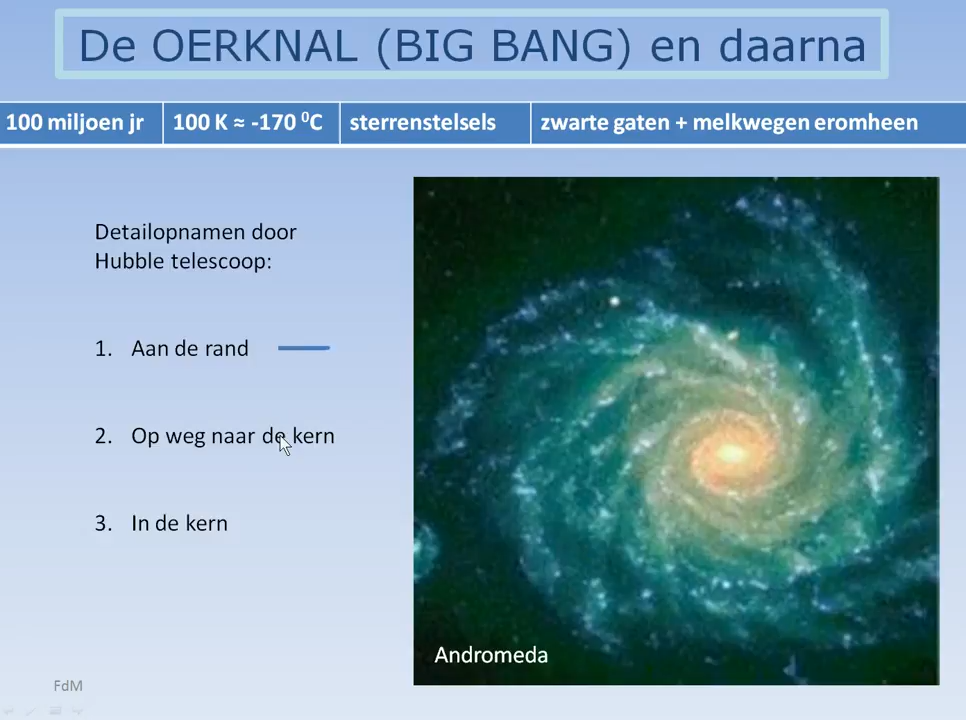 De OERKNAL (BIG BANG) en daarna
100 miljoen jr 100 K ≈ -170 ⁰C sterrenstelsels zwarte gaten + melkwegen eromheen
Detailopnamen door
Hubble telescoop:
1. Aan de rand
2. Op weg naar de kern
3. In de kern
Andromeda
FdM